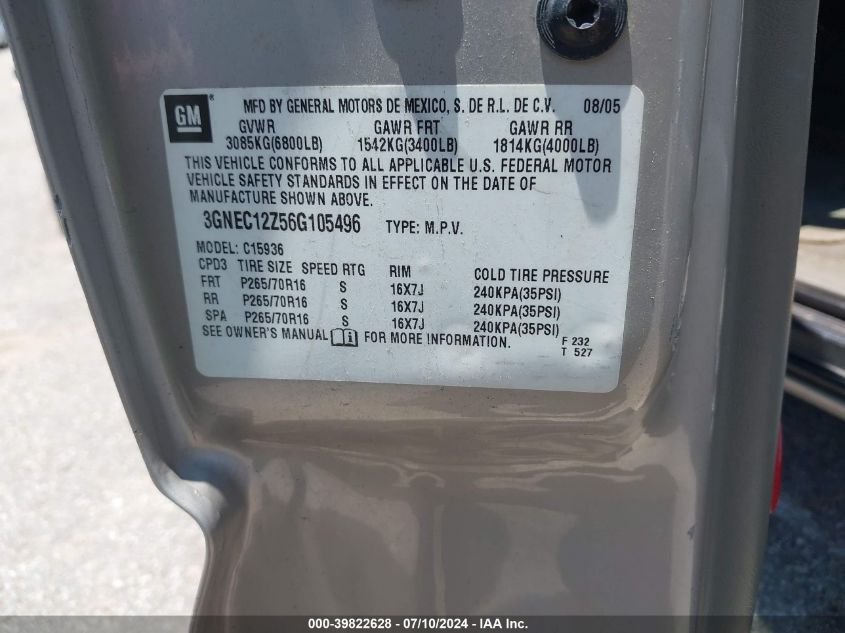 GM® MFD BY GENERAL MOTORS DE MEXICO, S. DE R.L. DE C.V. 08/05
GVWR GAWR FRT GAWR RR
3085KG(6800LB) 1542KG(3400LB) 1814KG(4000LB)
THIS VEHICLE CONFORMS TO ALL APPLICABLE U.S. FEDERAL MOTOR
VEHICLE SAFETY STANDARDS IN EFFECT ON THE DATE OF
MANUFACTURE SHOWN ABOVE.
3GNEC12Z56G105496 TYPE: M.P.V.
MODEL: C15936
CPD3 TIRE SIZE SPEED RTG RIM COLD TIRE PRESSURE
FRT P265/70R16 S 16X7J 240KPA(35PSI)
RR P265/70R16 S 16X7J 240KPA(35PSI)
SPA P265/70R16 S 16X7J 240KPA(35PSI)
SEE OWNER'S MANUAL FOR MORE INFORMATION.
F 232
T 527
000-39822628 - 07/10/2024 - IAA Inc.